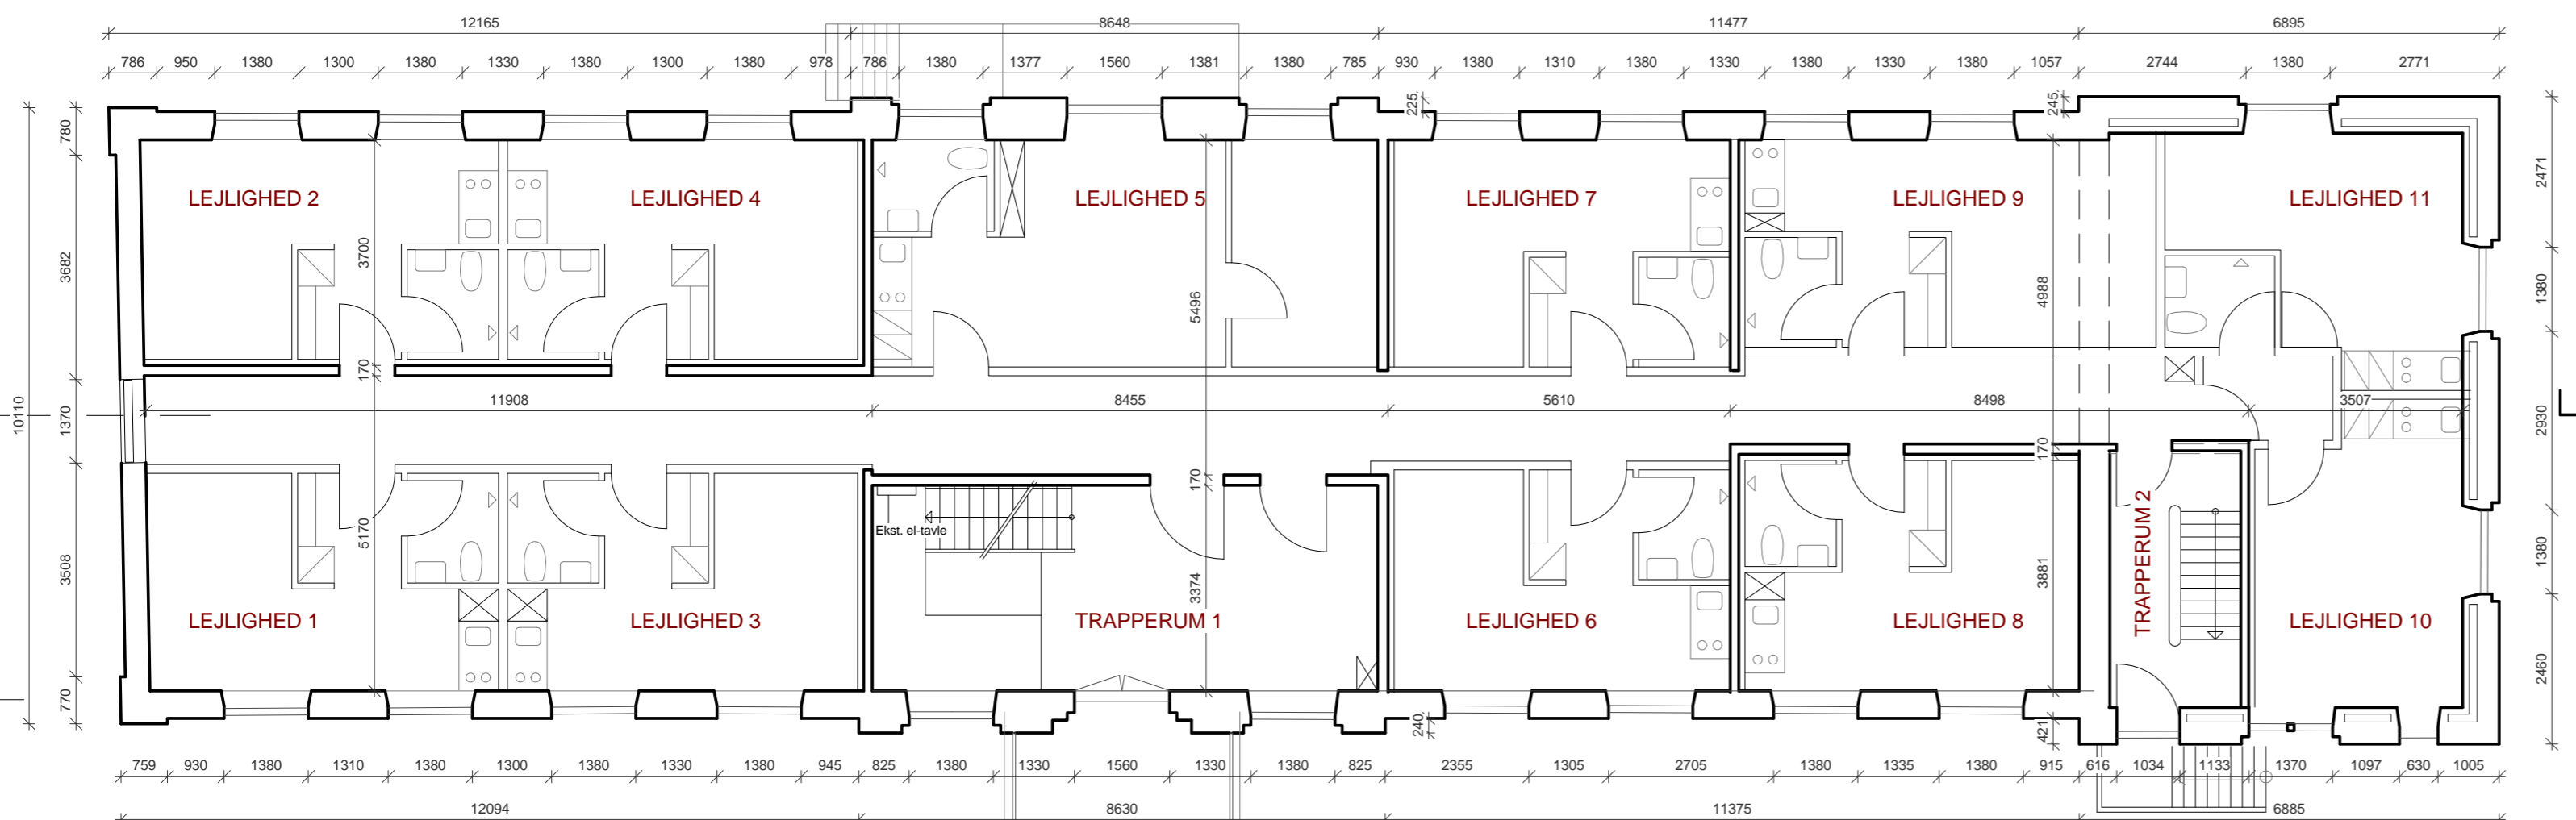 12165 8648 11477 6895
786 950 1380 1300 1380 1330 1380 1300 1380 978 786 1380 1377 1560 1381 1380 785 930 1380 1310 1380 1330 1380 1330 1380 1057 2744 1380 2771
225 245
780
LEJLIGHED 2 LEJLIGHED 4 LEJLIGHED 5 LEJLIGHED 7 LEJLIGHED 9 LEJLIGHED 11
2471
3682 3700 5496 4988 1380
170
10110 1370 11908 8455 5610 8498 3507 2930
170 170
5170
Ekst. el-tavle
3508 3374 3881 1380
TRAPPERUM 2
LEJLIGHED 1 LEJLIGHED 3 TRAPPERUM 1 LEJLIGHED 6 LEJLIGHED 8 LEJLIGHED 10
770 2460
240 421
759 930 1380 1310 1380 1300 1380 1330 1380 945 825 1380 1330 1560 1330 1380 825 2355 1305 2705 1380 1335 1380 915 616 1034 1133 1370 1097 630 1005
12094 8630 11375 6885